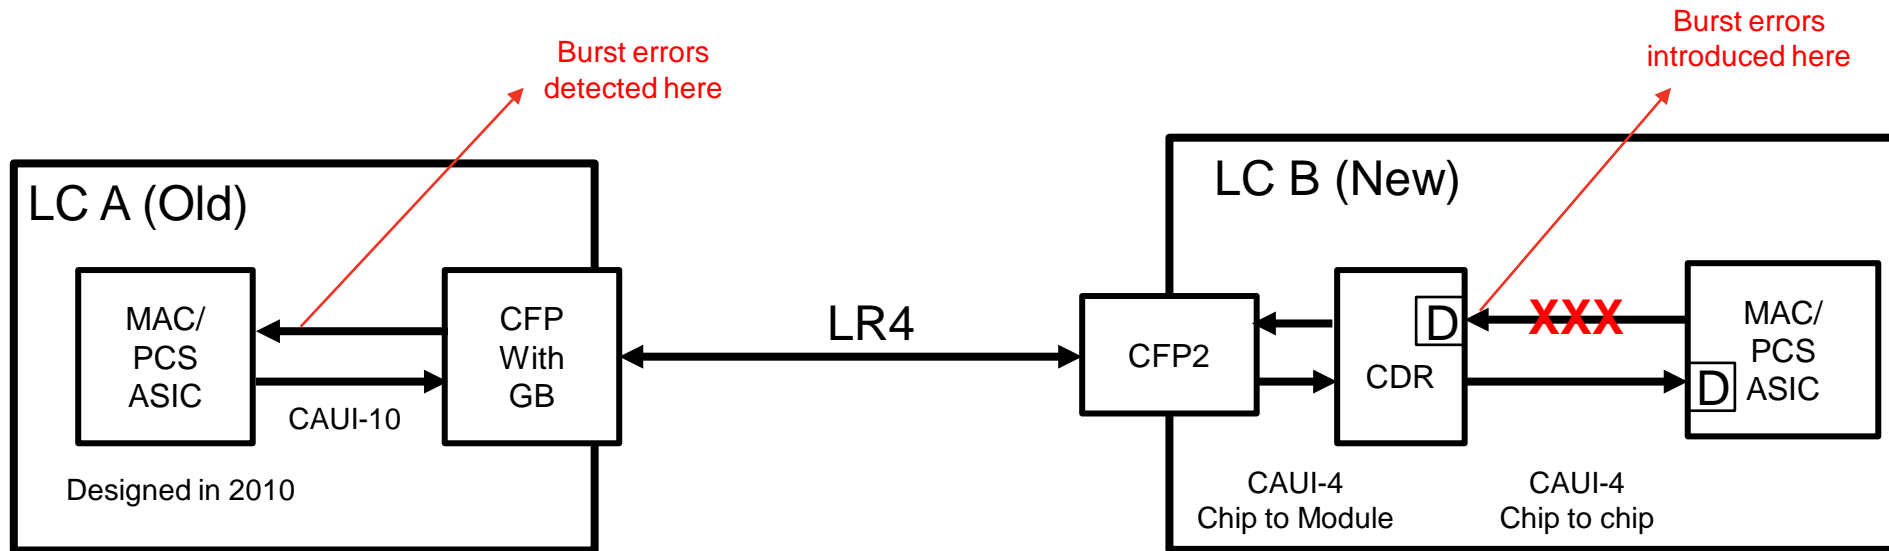 Burst errors
detected here
Burst errors
introduced here
LC A (Old)
MAC/
PCS
ASIC
CAUI-10
CFP
With
GB
Designed in 2010
LR4
LC B (New)
CFP2
D
CDR
XXX
MAC/
PCS
ASIC
D
CAUI-4
Chip to Module
CAUI-4
Chip to chip